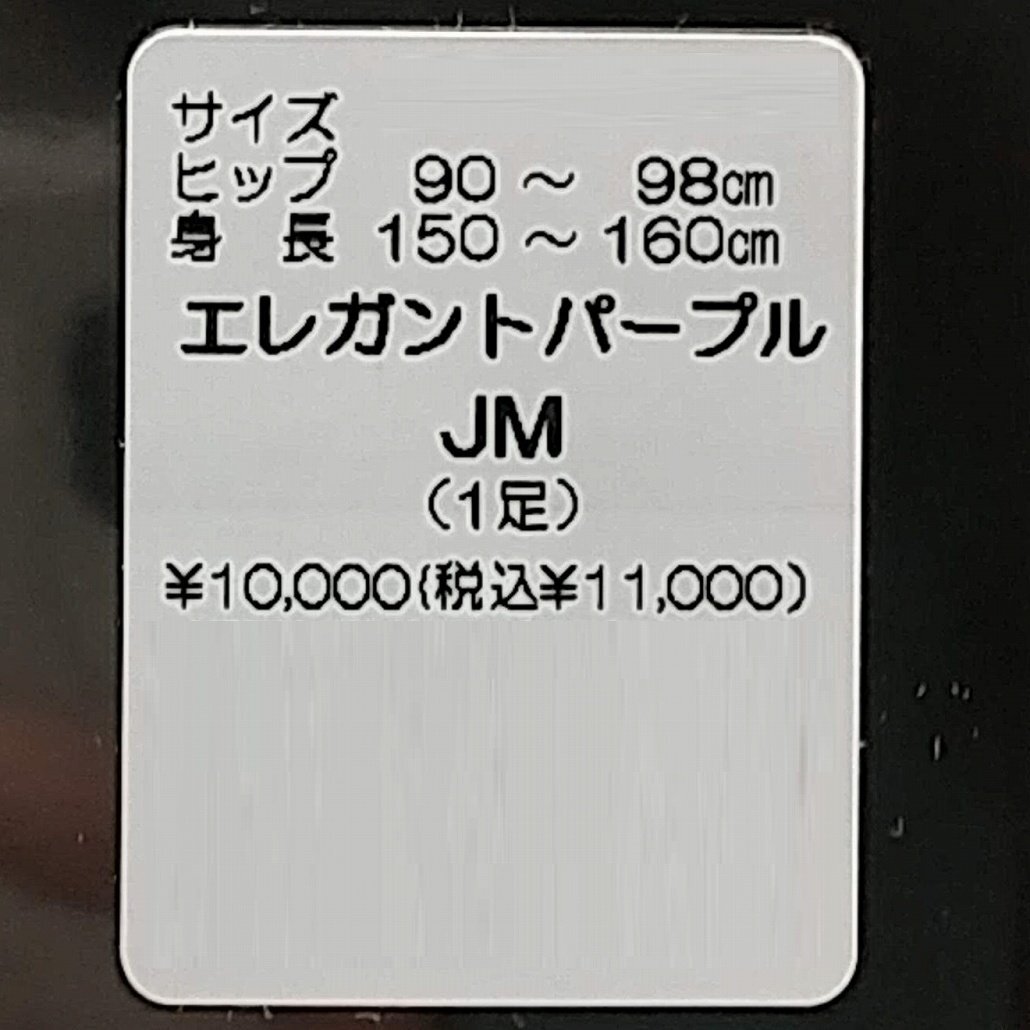 サイズ
ヒップ 90 ～ 98cm
身 長 150 ～ 160cm
エレガントパープル
JM
（1足）
¥10,000(税込¥11,000)